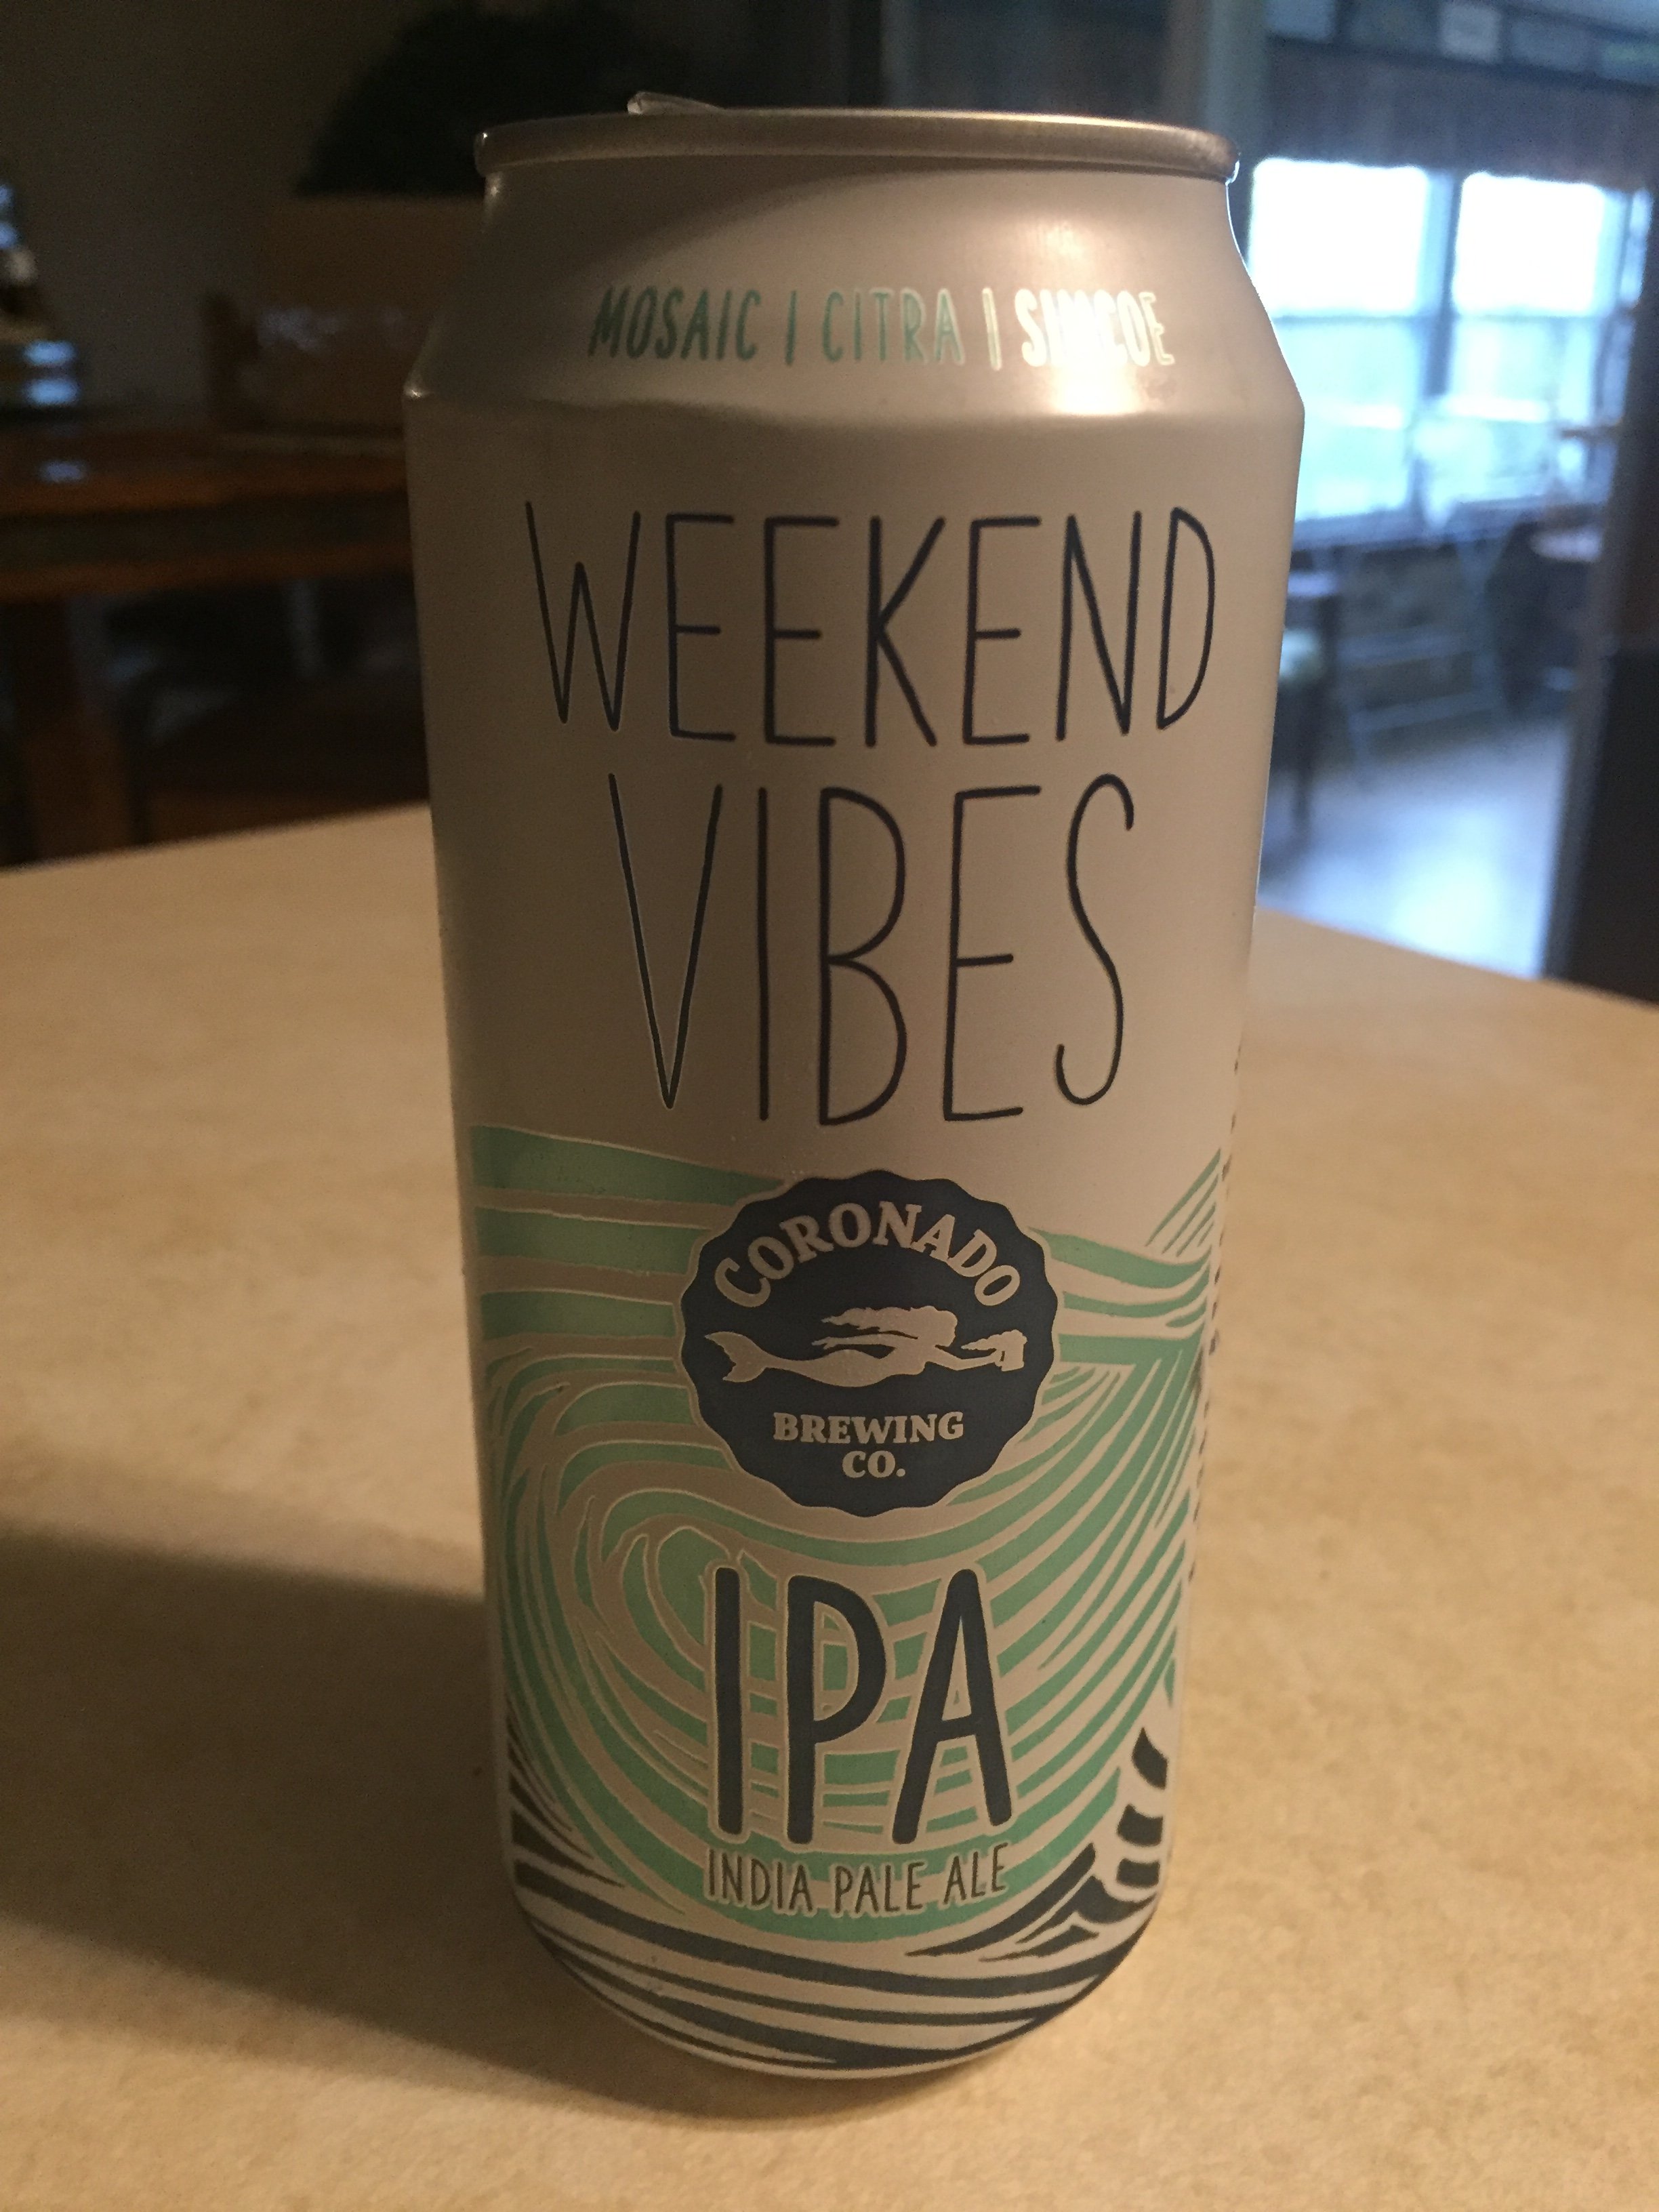 MOSAIC | CITRA | SIMCOE
WEEKEND
VIBES
CORONADO
BREWING
CO.
IPA
INDIA PALE ALE